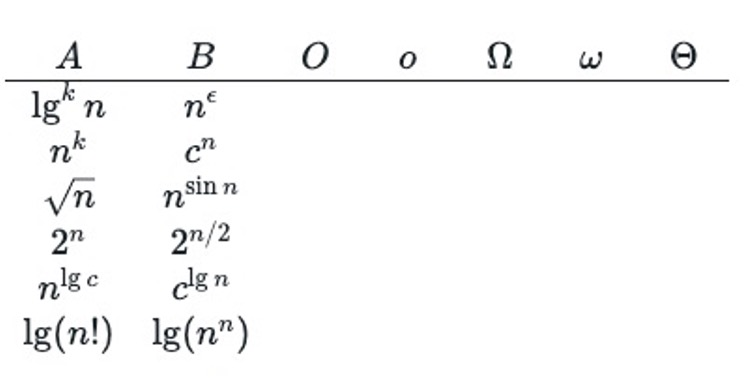 A B O o Ω ω Θ
lg^k n n^ϵ
n^k c^n
√n n^{sin n}
2^n 2^{n/2}
n^{lg c} c^{lg n}
lg(n!) lg(n^n)